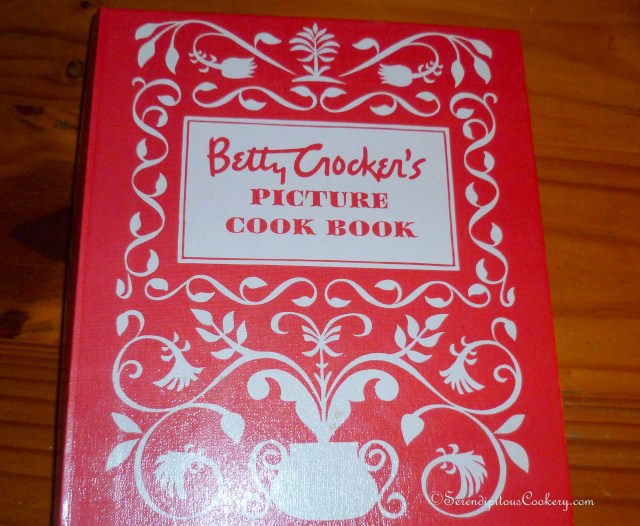 Betty Crocker's
PICTURE
COOK BOOK
©SerendipitousCookery.com